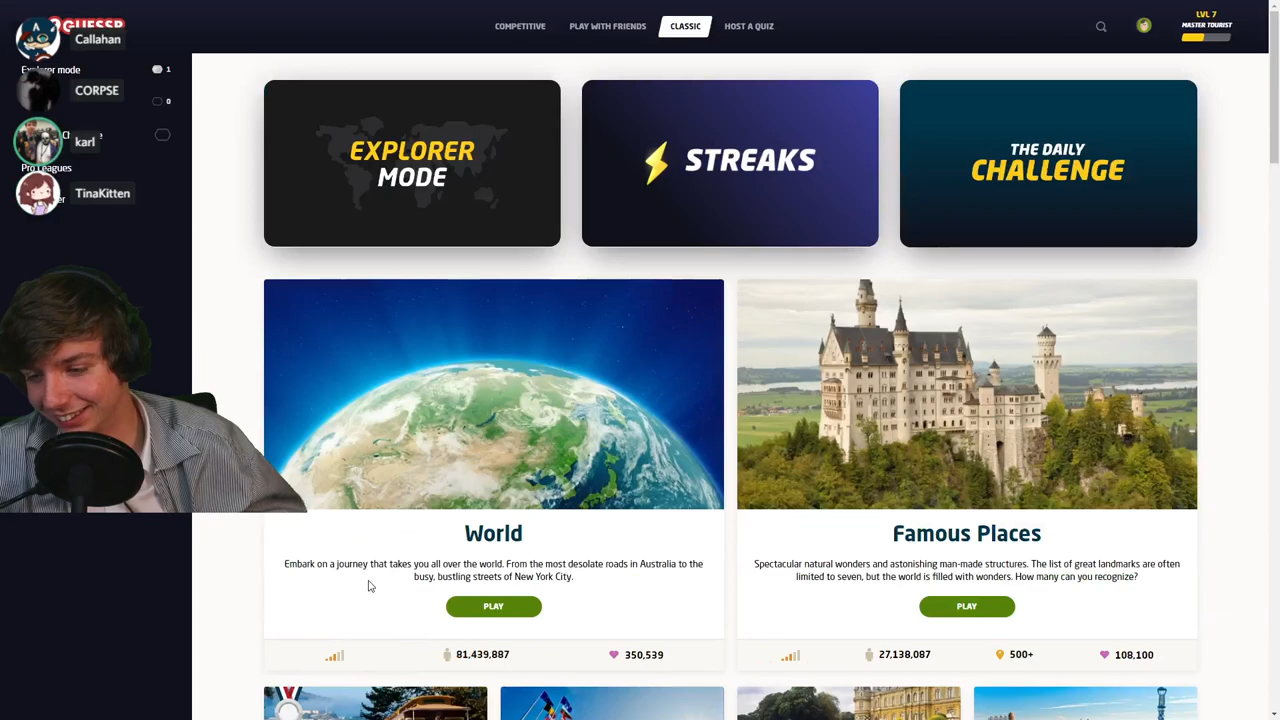 GUESSR
COMPETITIVE
PLAY WITH FRIENDS
CLASSIC
HOST A QUIZ
LVL 7
MASTER TOURIST
Callahan
Explorer mode
1
CORPSE
0
karl
Pro Leagues
TinaKitten
EXPLORER
MODE
STREAKS
THE DAILY
CHALLENGE
World
Embark on a journey that takes you all over the world. From the most desolate roads in Australia to the
busy, bustling streets of New York City.
PLAY
81,439,887
350,539
Famous Places
Spectacular natural wonders and astonishing man-made structures. The list of great landmarks are often
limited to seven, but the world is filled with wonders. How many can you recognize?
PLAY
27,138,087
500+
108,100